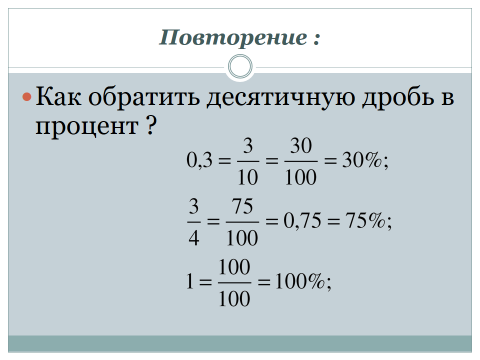 Повторение :
Как обратить десятичную дробь в
процент ?
0,3 = 3/10 = 30/100 = 30%;
3/4 = 75/100 = 0,75 = 75%;
1 = 100/100 = 100%;